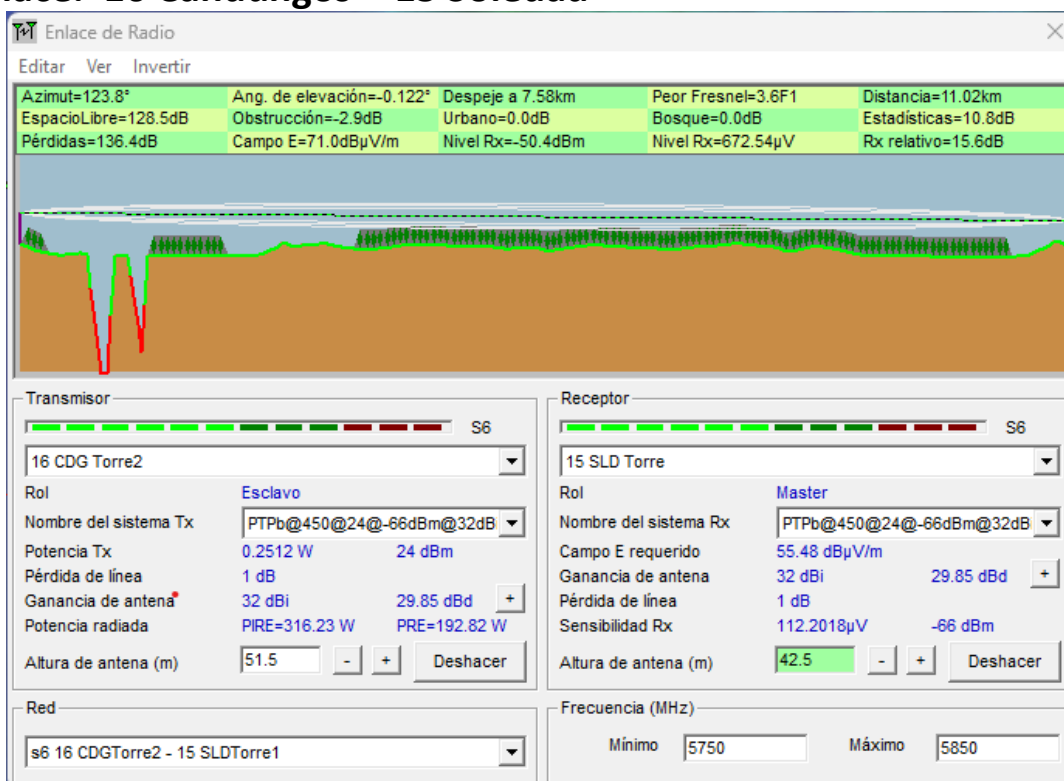 Enlace de Radio
Editar Ver Invertir
Azimut=123.8° Ang. de elevación=-0.122° Despeje a 7.58km Peor Fresnel=3.6F1 Distancia=11.02km
EspacioLibre=128.5dB Obstrucción=-2.9dB Urbano=0.0dB Bosque=0.0dB Estadísticas=10.8dB
Pérdidas=136.4dB Campo E=71.0dBµV/m Nivel Rx=-50.4dBm Nivel Rx=672.54µV Rx relativo=15.6dB
Transmisor
S6
16 CDG Torre2
Rol Esclavo
Nombre del sistema Tx PTPb@450@24@-66dBm@32dB
Potencia Tx 0.2512 W 24 dBm
Pérdida de línea 1 dB
Ganancia de antena 32 dBi 29.85 dBd +
Potencia radiada PIRE=316.23 W PRE=192.82 W
Altura de antena (m) 51.5 - + Deshacer
Receptor
S6
15 SLD Torre
Rol Master
Nombre del sistema Rx PTPb@450@24@-66dBm@32dB
Campo E requerido 55.48 dBµV/m
Ganancia de antena 32 dBi 29.85 dBd +
Pérdida de línea 1 dB
Sensibilidad Rx 112.2018µV -66 dBm
Altura de antena (m) 42.5 - + Deshacer
Red
s6 16 CDGTorre2 - 15 SLDTorre1
Frecuencia (MHz)
Mínimo 5750 Máximo 5850